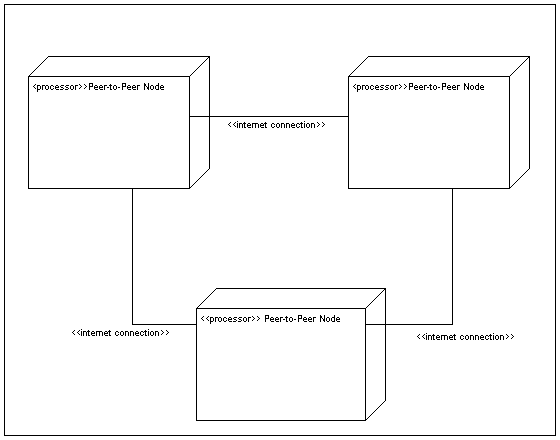 <processor>>Peer-to-Peer Node
<processor>>Peer-to-Peer Node
<<internet connection>>
<<processor>> Peer-to-Peer Node
<<internet connection>>
<<internet connection>>